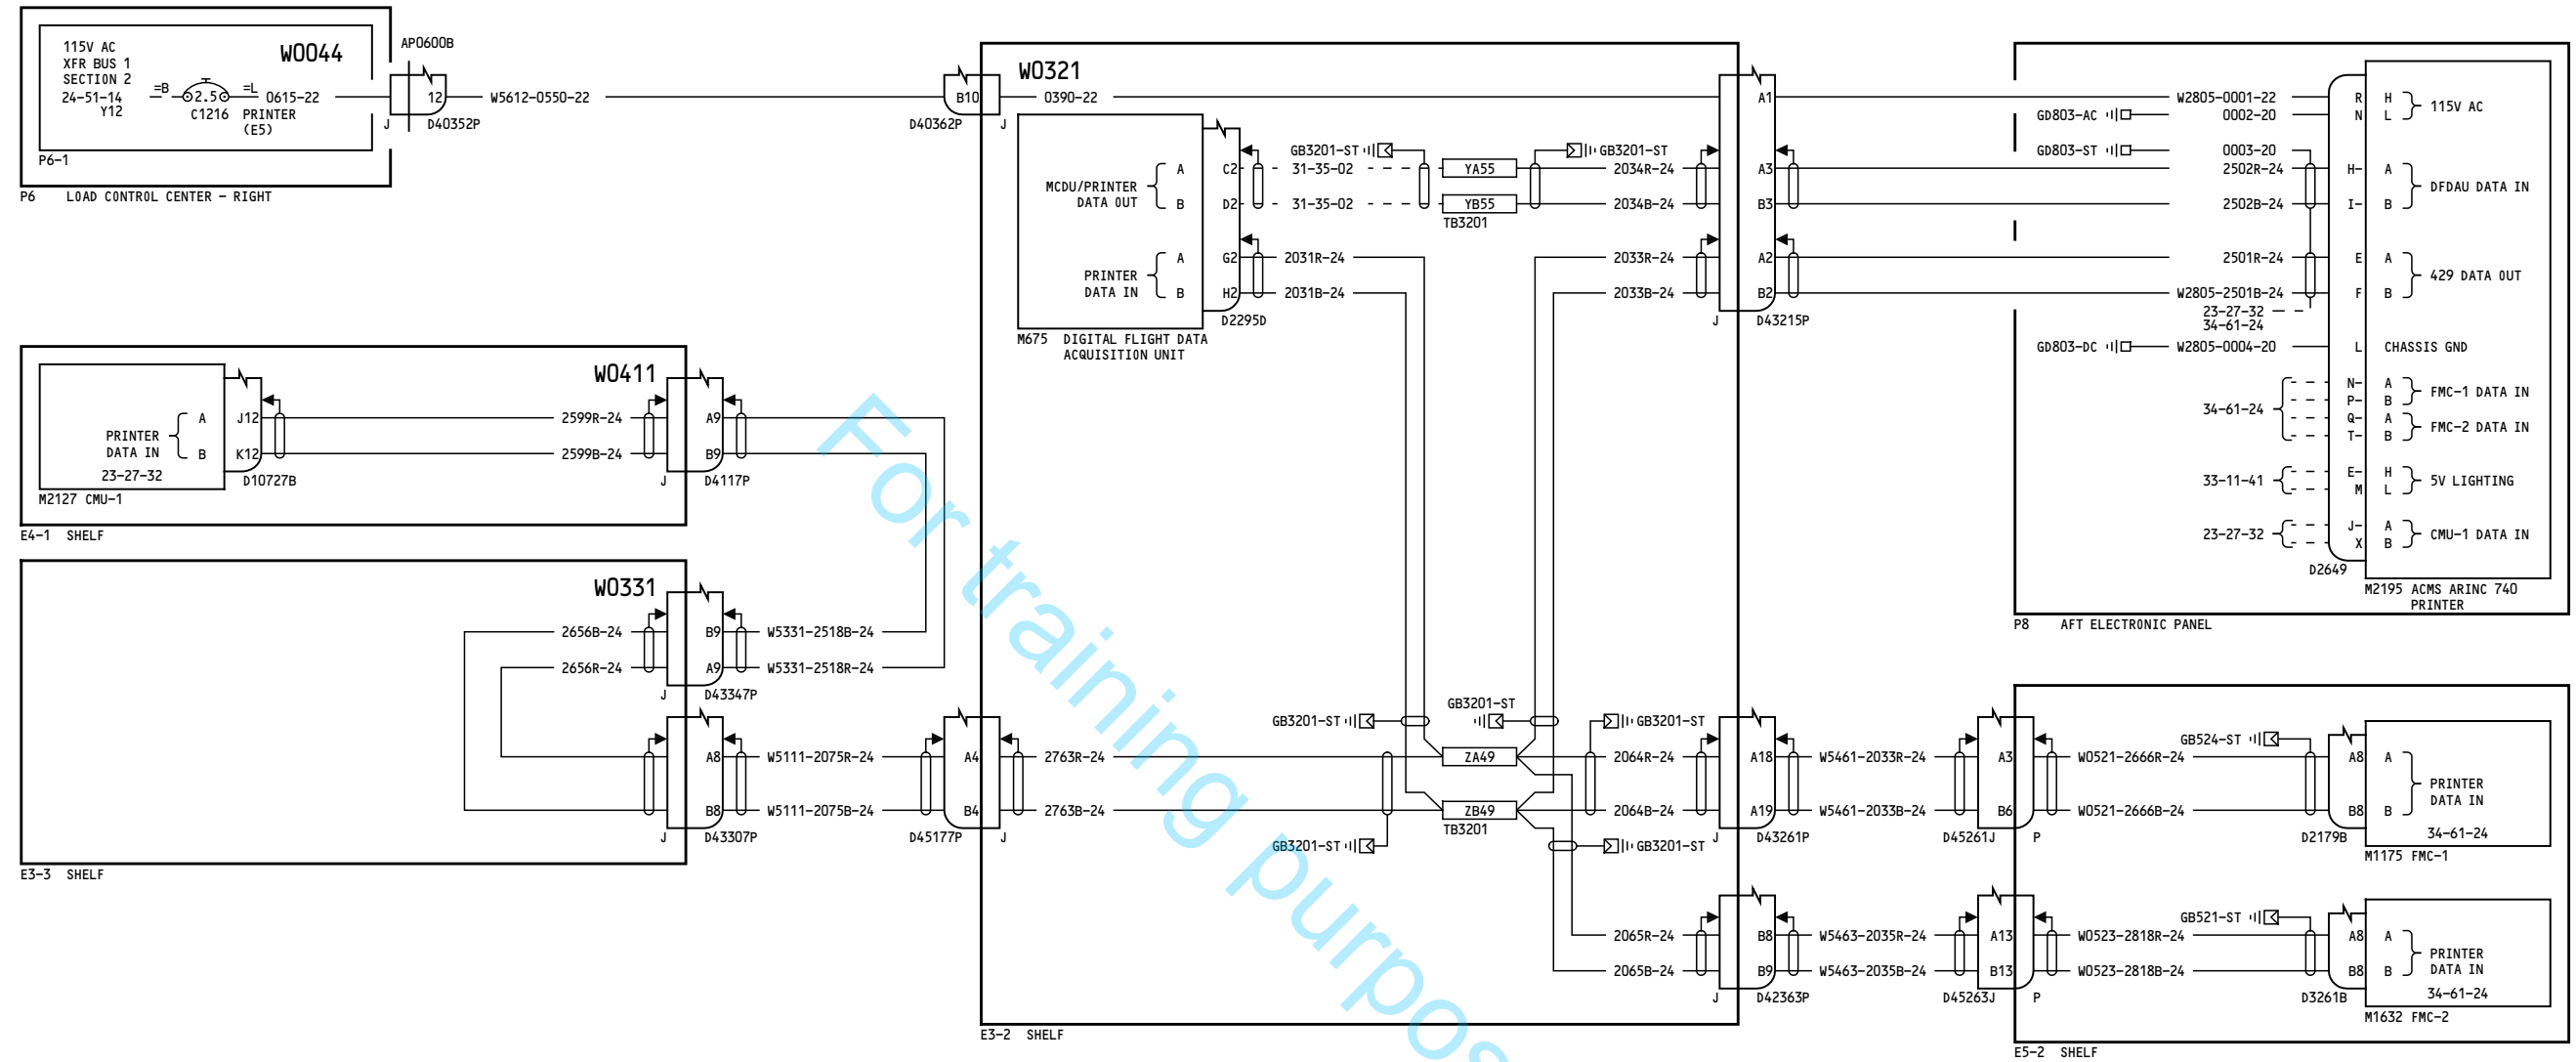 115V AC
XFR BUS 1
SECTION 2
24-51-14
Y12
=B
2.5
C1216
=L
0615-22
PRINTER
(E5)
W0044
P6-1
P6 LOAD CONTROL CENTER - RIGHT
AP0600B
12
J
D40352P
W5612-0550-22
B10
D40362P
J
W0321
0390-22
MCDU/PRINTER
DATA OUT
A
B
C2
D2
31-35-02
31-35-02
GB3201-ST
YA55
YB55
TB3201
GB3201-ST
2034R-24
2034B-24
PRINTER
DATA IN
A
B
G2
H2
2031R-24
2031B-24
D2295D
M675 DIGITAL FLIGHT DATA
ACQUISITION UNIT
2033R-24
2033B-24
A1
A3
B3
A2
B2
J
D43215P
GB3201-ST
GB3201-ST
GB3201-ST
2763R-24
2763B-24
ZA49
ZB49
TB3201
2064R-24
2064B-24
GB3201-ST
GB3201-ST
2065R-24
2065B-24
E3-2 SHELF
W0411
PRINTER
DATA IN
A
B
23-27-32
J12
K12
D10727B
M2127 CMU-1
2599R-24
2599B-24
A9
B9
J
D4117P
E4-1 SHELF
W0331
2656B-24
2656R-24
B9
A9
J
D43347P
W5331-2518B-24
W5331-2518R-24
A8
B8
J
D43307P
W5111-2075R-24
W5111-2075B-24
A4
B4
D45177P
J
E3-3 SHELF
A18
A19
J
D43261P
W5461-2033R-24
W5461-2033B-24
A3
B6
D45261J
P
W0521-2666R-24
W0521-2666B-24
GB524-ST
A8
B8
A
B
PRINTER
DATA IN
34-61-24
D2179B
M1175 FMC-1
B8
B9
J
D42363P
W5463-2035R-24
W5463-2035B-24
A13
B13
D45263J
P
W0523-2818R-24
W0523-2818B-24
GB521-ST
A8
B8
A
B
PRINTER
DATA IN
34-61-24
D3261B
M1632 FMC-2
E5-2 SHELF
W2805-0001-22
GD803-AC
0002-20
GD803-ST
0003-20
2502R-24
2502B-24
2501R-24
W2805-2501B-24
23-27-32
34-61-24
GD803-DC
W2805-0004-20
34-61-24
33-11-41
23-27-32
R H
N L
115V AC
H- A
I- B
DFDAU DATA IN
E A
F B
429 DATA OUT
L CHASSIS GND
N- A
P- B
FMC-1 DATA IN
Q- A
T- B
FMC-2 DATA IN
E- H
M L
5V LIGHTING
J- A
X B
CMU-1 DATA IN
D2649
M2195 ACMS ARINC 740
PRINTER
P8 AFT ELECTRONIC PANEL
For training purpos